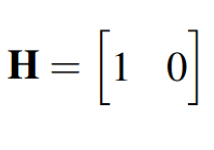 H = [1 0]